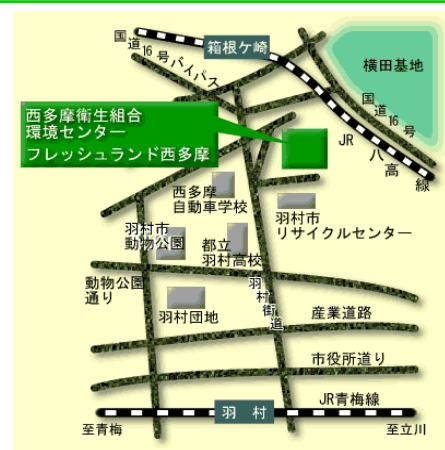 国道16号バイパス
箱根ケ崎
横田基地
国道16号
JR八高線
西多摩衛生組合
環境センター
フレッシュランド西多摩
西多摩
自動車学校
羽村市
リサイクルセンター
羽村市
動物公園
都立
羽村高校
動物公園
通り
羽村街道
羽村団地
産業道路
市役所道り
JR青梅線
羽村
至青梅
至立川